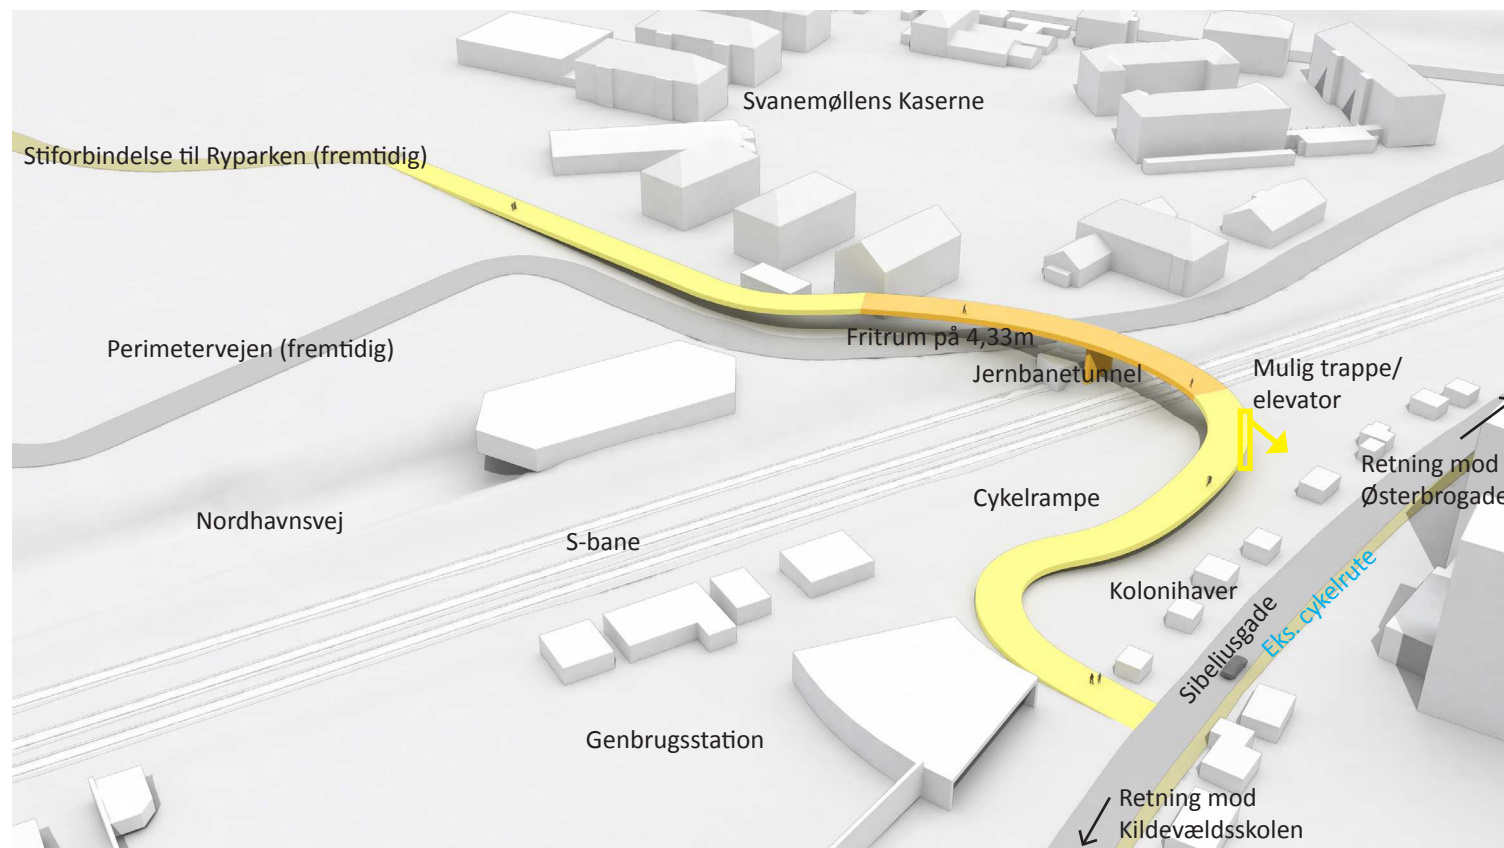 Svanemøllens Kaserne
Stiforbindelse til Ryparken (fremtidig)
Perimetervejen (fremtidig)
Fritrum på 4,33m
Jernbanetunnel
Mulig trappe/
elevator
Retning mod
Østerbrogade
Cykelrampe
Nordhavnsvej
S-bane
Kolonihaver
Eks. cykelrute
Sibeliusgade
Genbrugsstation
Retning mod
Kildevældsskolen